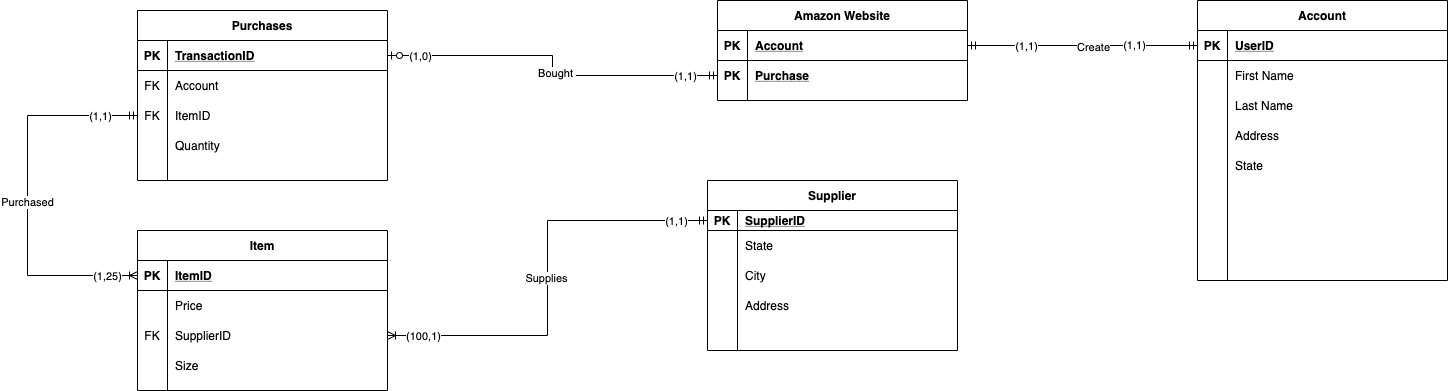 Purchases
PK TransactionID
FK Account
FK ItemID
Quantity
(1,0)
Bought
(1,1)
Amazon Website
PK Account
PK Purchase
(1,1)
Create
(1,1)
Account
PK UserID
First Name
Last Name
Address
State
(1,1)
Purchased
(1,25)
Item
PK ItemID
Price
FK SupplierID
Size
(100,1)
Supplies
(1,1)
Supplier
PK SupplierID
State
City
Address